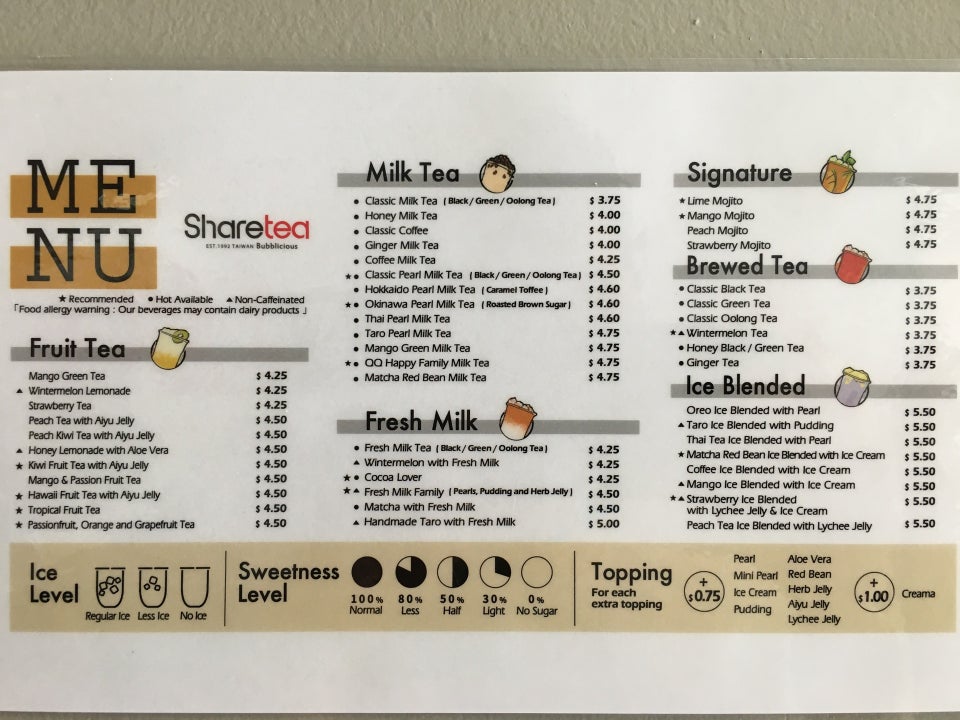 ME
NU
Sharetea
EST.1992 TAIWAN Bubblicious
★Recommended ●Hot Available ▲Non-Caffeinated
「Food allergy warning : Our beverages may contain dairy products 」
Fruit Tea
Mango Green Tea $ 4.25
▲ Wintermelon Lemonade $ 4.25
Strawberry Tea $ 4.25
Peach Tea with Aiyu Jelly $ 4.50
Peach Kiwi Tea with Aiyu Jelly $ 4.50
▲ Honey Lemonade with Aloe Vera $ 4.50
★ Kiwi Fruit Tea with Aiyu Jelly $ 4.50
Mango & Passion Fruit Tea $ 4.50
★ Hawaii Fruit Tea with Aiyu Jelly $ 4.50
★ Tropical Fruit Tea $ 4.50
★ Passionfruit, Orange and Grapefruit Tea $ 4.50
Milk Tea
● Classic Milk Tea ( Black / Green / Oolong Tea ) $ 3.75
● Honey Milk Tea $ 4.00
● Classic Coffee $ 4.00
● Ginger Milk Tea $ 4.00
● Coffee Milk Tea $ 4.25
★● Classic Pearl Milk Tea ( Black / Green / Oolong Tea ) $ 4.50
● Hokkaido Pearl Milk Tea ( Caramel Toffee ) $ 4.60
★● Okinawa Pearl Milk Tea ( Roasted Brown Sugar ) $ 4.60
● Thai Pearl Milk Tea $ 4.60
● Taro Pearl Milk Tea $ 4.75
● Mango Green Milk Tea $ 4.75
★● QQ Happy Family Milk Tea $ 4.75
● Matcha Red Bean Milk Tea $ 4.75
Fresh Milk
● Fresh Milk Tea ( Black / Green / Oolong Tea ) $ 4.25
▲ Wintermelon with Fresh Milk $ 4.25
★● Cocoa Lover $ 4.25
★▲ Fresh Milk Family ( Pearls, Pudding and Herb Jelly ) $ 4.50
● Matcha with Fresh Milk $ 4.50
▲ Handmade Taro with Fresh Milk $ 5.00
Signature
★ Lime Mojito $ 4.75
★ Mango Mojito $ 4.75
Peach Mojito $ 4.75
Strawberry Mojito $ 4.75
Brewed Tea
● Classic Black Tea $ 3.75
● Classic Green Tea $ 3.75
● Classic Oolong Tea $ 3.75
★▲ Wintermelon Tea $ 3.75
● Honey Black / Green Tea $ 3.75
● Ginger Tea $ 3.75
Ice Blended
Oreo Ice Blended with Pearl $ 5.50
▲ Taro Ice Blended with Pudding $ 5.50
Thai Tea Ice Blended with Pearl $ 5.50
★ Matcha Red Bean Ice Blended with Ice Cream $ 5.50
Coffee Ice Blended with Ice Cream $ 5.50
▲ Mango Ice Blended with Ice Cream $ 5.50
★▲ Strawberry Ice Blended $ 5.50
with Lychee Jelly & Ice Cream
Peach Tea Ice Blended with Lychee Jelly $ 5.50
Ice
Level
Regular Ice Less Ice No Ice
Sweetness
Level
100% 80% 50% 30% 0%
Normal Less Half Light No Sugar
Topping
For each
extra topping
+
$0.75
Pearl
Mini Pearl
Ice Cream
Pudding
Aloe Vera
Red Bean
Herb Jelly
Aiyu Jelly
Lychee Jelly
+
$1.00
Creama